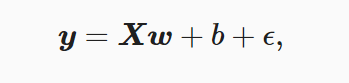 y = Xw + b + ϵ,